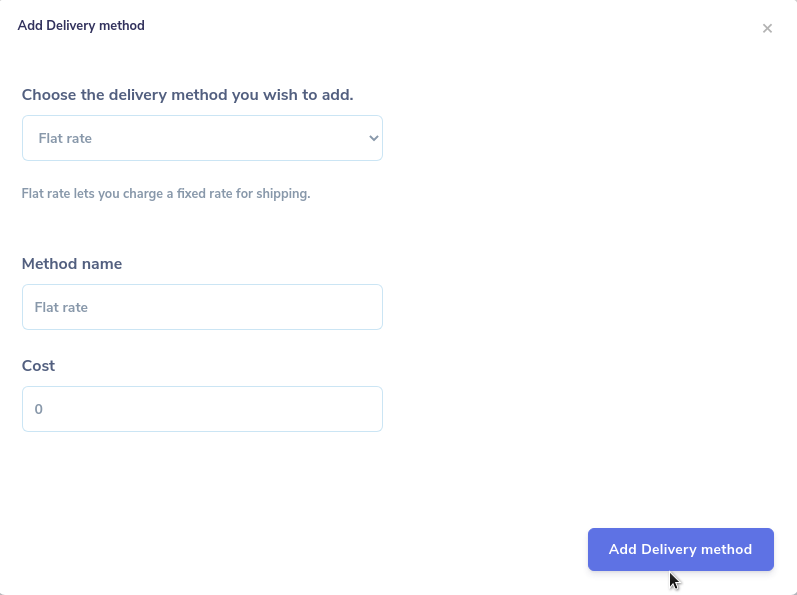 Add Delivery method
×
Choose the delivery method you wish to add.
Flat rate
Flat rate lets you charge a fixed rate for shipping.
Method name
Flat rate
Cost
0
Add Delivery method